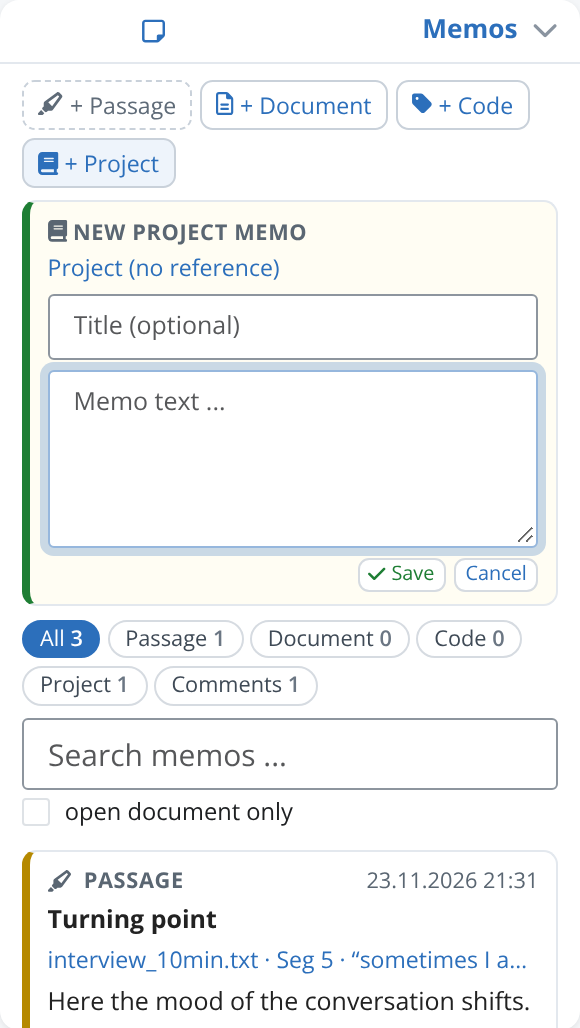 Memos
+ Passage
+ Document
+ Code
+ Project
NEW PROJECT MEMO
Project (no reference)
Title (optional)
Memo text ...
Save
Cancel
All 3
Passage 1
Document 0
Code 0
Project 1
Comments 1
Search memos ...
open document only
PASSAGE 23.11.2026 21:31
Turning point
interview_10min.txt · Seg 5 · “sometimes I a...
Here the mood of the conversation shifts.